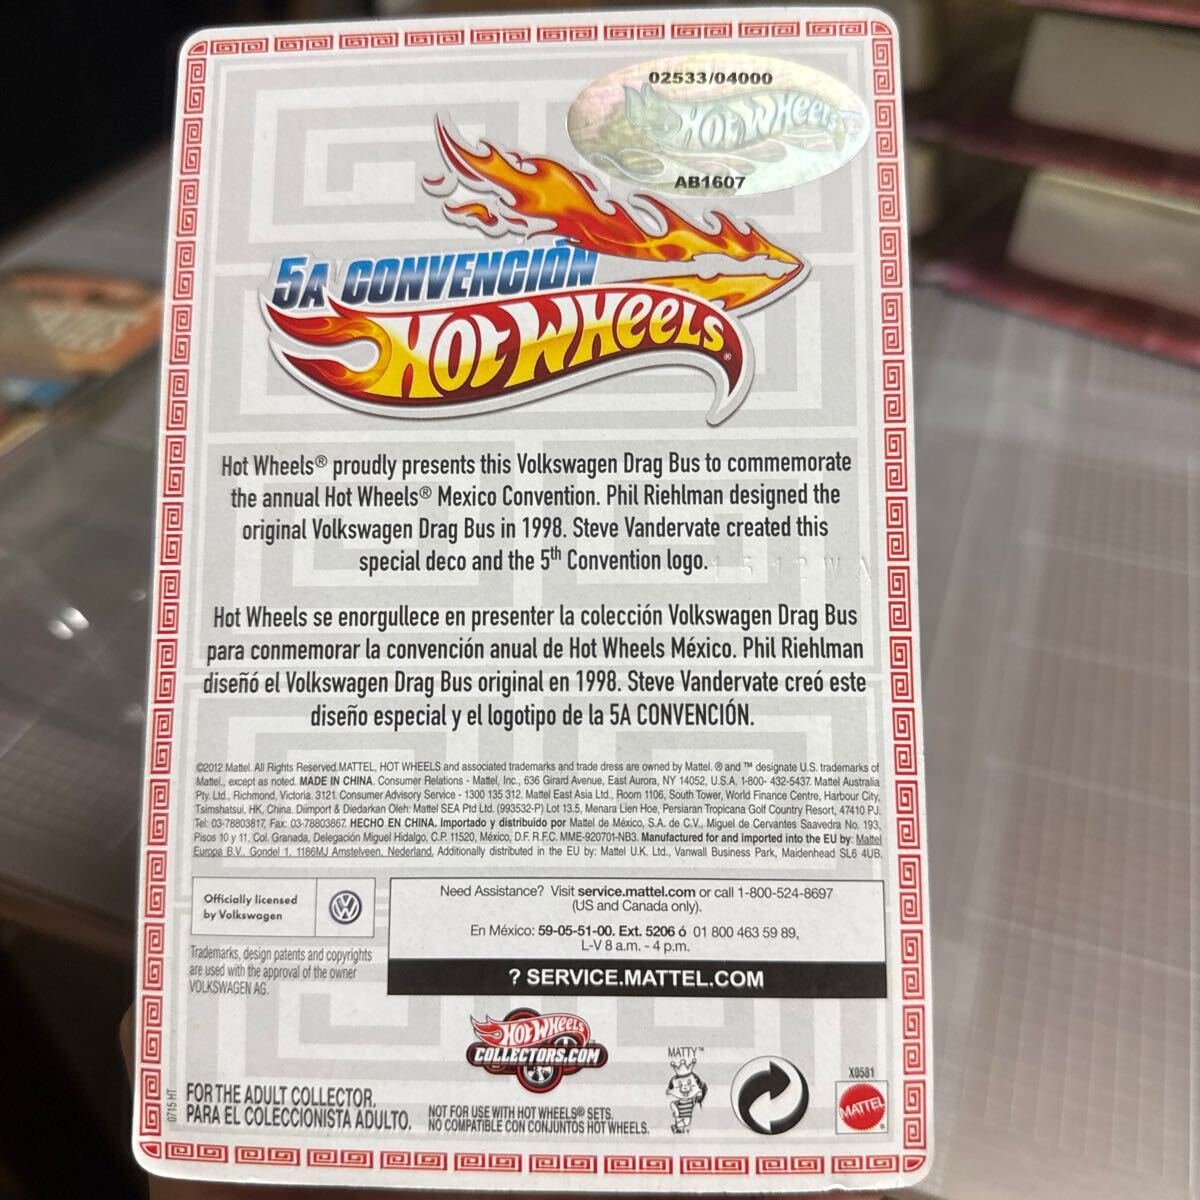 02533/04000
HOT WHEELS
AB1607
5A CONVENCIÓN
HOT WHEELS®
Hot Wheels® proudly presents this Volkswagen Drag Bus to commemorate
the annual Hot Wheels® Mexico Convention. Phil Riehlman designed the
original Volkswagen Drag Bus in 1998. Steve Vandervate created this
special deco and the 5th Convention logo.
Hot Wheels se enorgullece en presenter la colección Volkswagen Drag Bus
para conmemorar la convención anual de Hot Wheels México. Phil Riehlman
diseñó el Volkswagen Drag Bus original en 1998. Steve Vandervate creó este
diseño especial y el logotipo de la 5A CONVENCIÓN.
©2012 Mattel. All Rights Reserved.MATTEL, HOT WHEELS and associated trademarks and trade dress are owned by Mattel. ® and ™ designate U.S. trademarks of
Mattel., except as noted. MADE IN CHINA. Consumer Relations - Mattel, Inc., 636 Girard Avenue, East Aurora, NY 14052, U.S.A. 1-800- 432-5437. Mattel Australia
Pty. Ltd., Richmond, Victoria. 3121. Consumer Advisory Service - 1300 135 312. Mattel East Asia Ltd., Room 1106, South Tower, World Finance Centre, Harbour City,
Tsimshatsui, HK, China. Diimport & Diedarkan Oleh: Mattel SEA Ptd Ltd. (993532-P) Lot 13.5, Menara Lien Hoe, Persiaran Tropicana Golf Country Resort, 47410 PJ.
Tel: 03-78803817, Fax: 03-78803867. HECHO EN CHINA. Importado y distribuido por Mattel de México, S.A. de C.V., Miguel de Cervantes Saavedra No. 193,
Pisos 10 y 11, Col. Granada, Delegación Miguel Hidalgo, C.P. 11520, México, D.F. R.F.C. MME-920701-NB3. Manufactured for and imported into the EU by: Mattel
Europa B.V., Gondel 1, 1186MJ Amstelveen, Nederland. Additionally distributed in the EU by: Mattel U.K. Ltd., Vanwall Business Park, Maidenhead SL6 4UB.
Officially licensed
by Volkswagen
Trademarks, design patents and copyrights
are used with the approval of the owner
VOLKSWAGEN AG.
Need Assistance? Visit service.mattel.com or call 1-800-524-8697
(US and Canada only).
En México: 59-05-51-00. Ext. 5206 ó 01 800 463 59 89,
L-V 8 a.m. - 4 p.m.
? SERVICE.MATTEL.COM
HOT WHEELS
COLLECTORS.COM
MATTY™
X0581
MATTEL
0715 HT
FOR THE ADULT COLLECTOR.
PARA EL COLECCIONISTA ADULTO.
NOT FOR USE WITH HOT WHEELS® SETS.
NO COMPATIBLE CON CONJUNTOS HOT WHEELS.